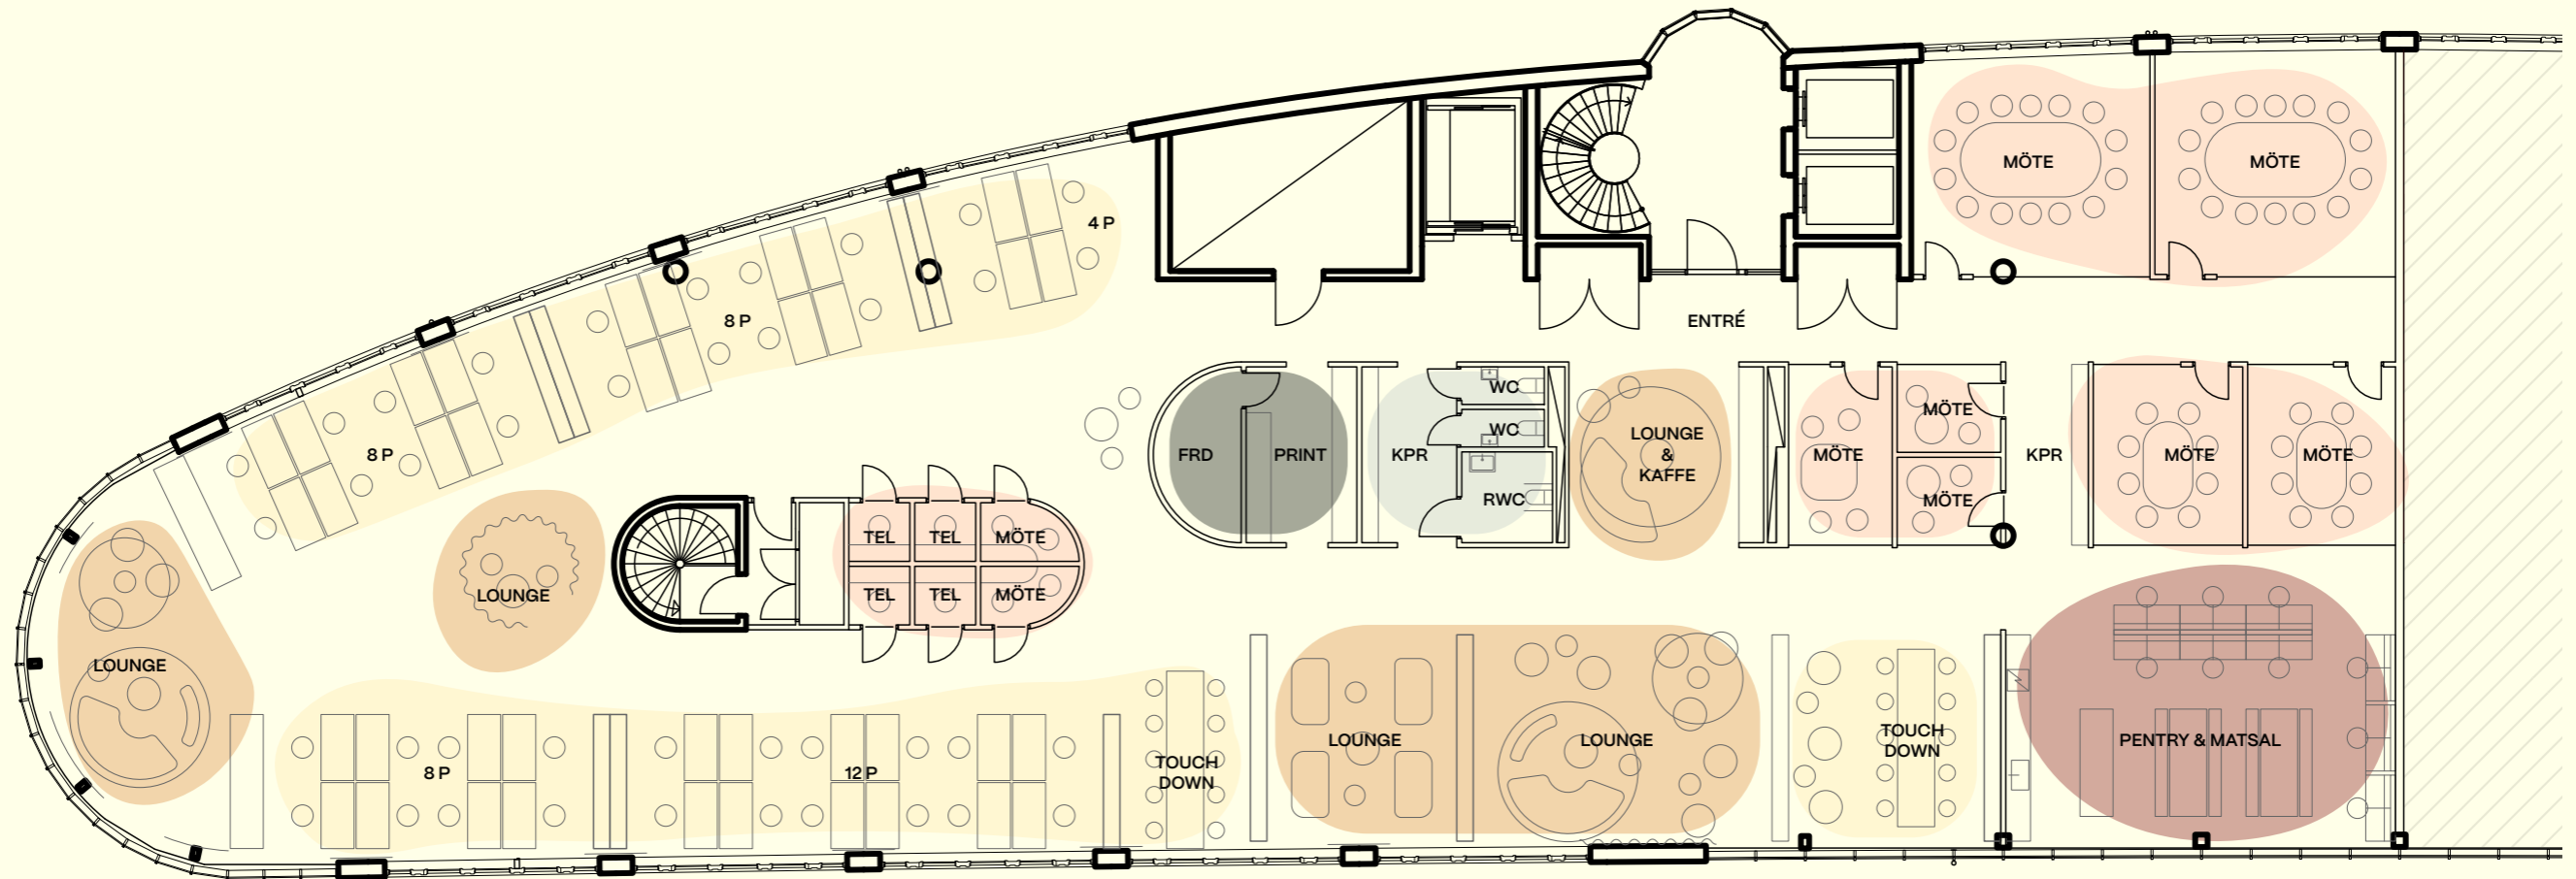 MÖTE
MÖTE
4 P
8 P
ENTRÉ
WC
MÖTE
WC
LOUNGE
&
KAFFE
8 P
FRD
PRINT
KPR
RWC
MÖTE
MÖTE
KPR
MÖTE
MÖTE
TEL
TEL
MÖTE
LOUNGE
TEL
TEL
MÖTE
LOUNGE
8 P
12 P
TOUCH
DOWN
LOUNGE
LOUNGE
TOUCH
DOWN
PENTRY & MATSAL